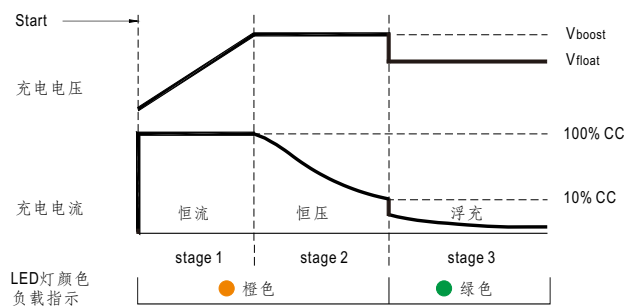 Start
Vboost
Vfloat
充电电压
100% CC
10% CC
充电电流
恒流
恒压
浮充
stage 1
stage 2
stage 3
LED灯颜色
负载指示
橙色
绿色